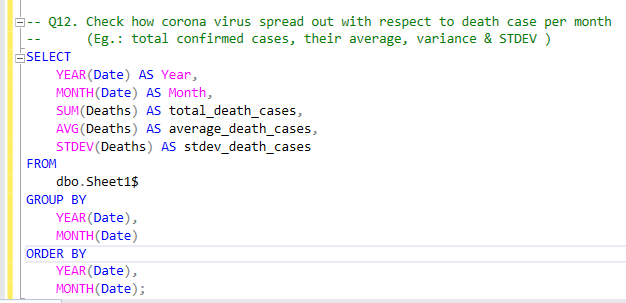 -- Q12. Check how corona virus spread out with respect to death case per month
--      (Eg.: total confirmed cases, their average, variance & STDEV )
SELECT
    YEAR(Date) AS Year,
    MONTH(Date) AS Month,
    SUM(Deaths) AS total_death_cases,
    AVG(Deaths) AS average_death_cases,
    STDEV(Deaths) AS stdev_death_cases
FROM
    dbo.Sheet1$
GROUP BY
    YEAR(Date),
    MONTH(Date)
ORDER BY
    YEAR(Date),
    MONTH(Date);